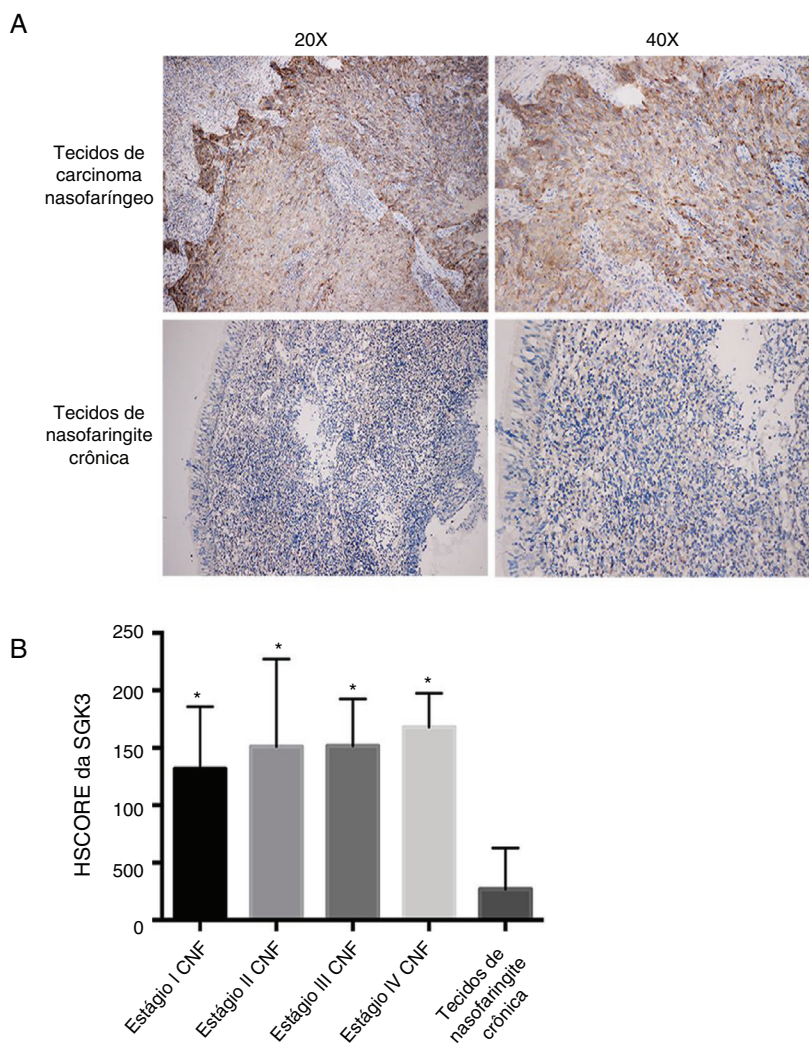 A
20X
40X
Tecidos de
carcinoma
nasofaríngeo
Tecidos de
nasofaringite
crônica
B
HSCORE da SGK3
250
200
150
100
500
0
*
*
*
*
Estágio I CNF
Estágio II CNF
Estágio III CNF
Estágio IV CNF
Tecidos de
nasofaringite
crônica